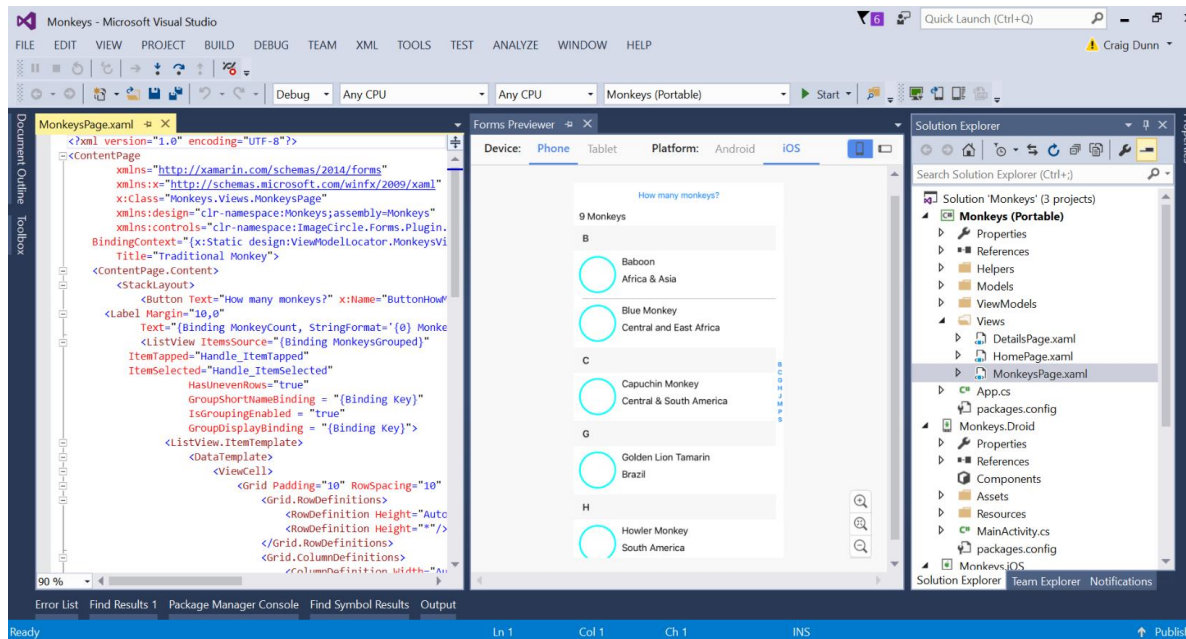 Monkeys - Microsoft Visual Studio
6
Quick Launch (Ctrl+Q)
FILE EDIT VIEW PROJECT BUILD DEBUG TEAM XML TOOLS TEST ANALYZE WINDOW HELP
Craig Dunn
Debug Any CPU Any CPU Monkeys (Portable) Start
Document Outline
Toolbox
MonkeysPage.xaml
<?xml version="1.0" encoding="UTF-8"?>
<ContentPage
xmlns="http://xamarin.com/schemas/2014/forms"
xmlns:x="http://schemas.microsoft.com/winfx/2009/xaml"
x:Class="Monkeys.Views.MonkeysPage"
xmlns:design="clr-namespace:Monkeys;assembly=Monkeys"
xmlns:controls="clr-namespace:ImageCircle.Forms.Plugin.
BindingContext="{x:Static design:ViewModelLocator.MonkeysVi
Title="Traditional Monkey">
<ContentPage.Content>
<StackLayout>
<Button Text="How many monkeys?" x:Name="ButtonHow
<Label Margin="10,0"
Text="{Binding MonkeyCount, StringFormat='{0} Monke
<ListView ItemsSource="{Binding MonkeysGrouped}"
ItemTapped="Handle_ItemTapped"
ItemSelected="Handle_ItemSelected"
HasUnevenRows="true"
GroupShortNameBinding = "{Binding Key}"
IsGroupingEnabled = "true"
GroupDisplayBinding = "{Binding Key}">
<ListView.ItemTemplate>
<DataTemplate>
<ViewCell>
<Grid Padding="10" RowSpacing="10"
<Grid.RowDefinitions>
<RowDefinition Height="Auto
<RowDefinition Height="*"/>
</Grid.RowDefinitions>
<Grid.ColumnDefinitions>
<ColumnDefinition Width="Au
90 %
Forms Previewer
Device: Phone Tablet Platform: Android iOS
How many monkeys?
9 Monkeys
B
Baboon
Africa & Asia
Blue Monkey
Central and East Africa
C
Capuchin Monkey
Central & South America
G
Golden Lion Tamarin
Brazil
H
Howler Monkey
South America
B
C
G
H
J
M
P
S
Solution Explorer
Search Solution Explorer (Ctrl+;)
Solution 'Monkeys' (3 projects)
C# Monkeys (Portable)
Properties
References
Helpers
Models
ViewModels
Views
DetailsPage.xaml
HomePage.xaml
MonkeysPage.xaml
C# App.cs
packages.config
Monkeys.Droid
Properties
References
Components
Assets
Resources
C# MainActivity.cs
packages.config
Monkeys.iOS
Solution Explorer Team Explorer Notifications
Properties
Error List Find Results 1 Package Manager Console Find Symbol Results Output
Ready Ln 1 Col 1 Ch 1 INS Publis